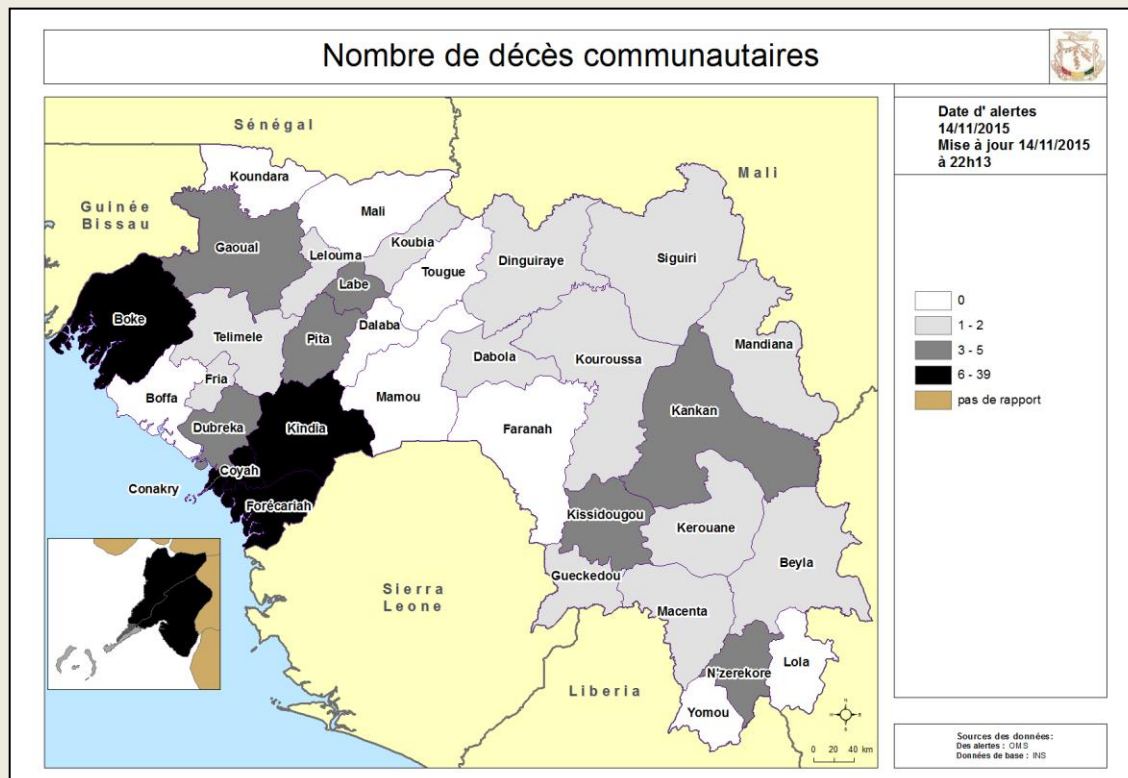 Nombre de décès communautaires
Date d' alertes
14/11/2015
Mise à jour 14/11/2015
à 22h13
0
1 - 2
3 - 5
6 - 39
pas de rapport
Sénégal
Mali
Guinée
Bissau
Koundara
Mali
Gaoual
Koubia
Lelouma
Tougue
Dinguiraye
Siguiri
Labe
Boke
Dalaba
Telimele
Pita
Mandiana
Dabola
Kouroussa
Fria
Boffa
Mamou
Kankan
Dubreka
Kindia
Faranah
Coyah
Conakry
Forécariah
Kissidougou
Kerouane
Beyla
Gueckedou
Sierra
Leone
Macenta
Lola
N'zerekore
Liberia
Yomou
N
0 20 40 km
Sources des données:
Des alertes : OMS
Données de base : INS